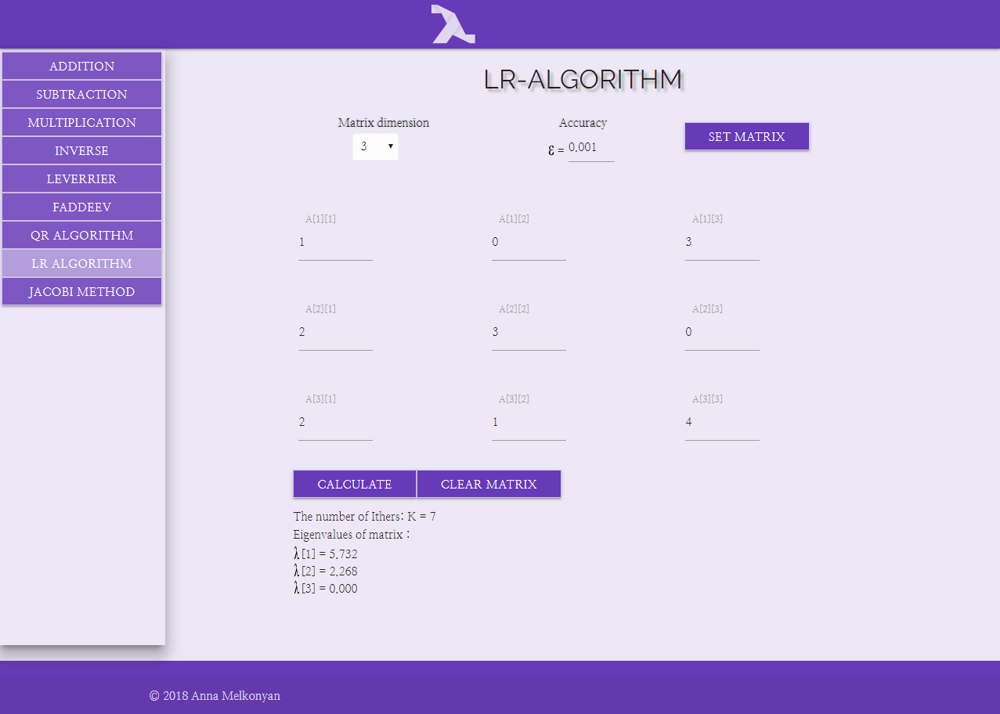 ADDITION
SUBTRACTION
MULTIPLICATION
INVERSE
LEVERRIER
FADDEEV
QR ALGORITHM
LR ALGORITHM
JACOBI METHOD
LR-ALGORITHM
Matrix dimension
3
Accuracy
ε = 0.001
SET MATRIX
A[1][1] A[1][2] A[1][3]
1 0 3
A[2][1] A[2][2] A[2][3]
2 3 0
A[3][1] A[3][2] A[3][3]
2 1 4
CALCULATE CLEAR MATRIX
The number of Ithers: K = 7
Eigenvalues of matrix :
λ [1] = 5.732
λ [2] = 2.268
λ [3] = 0.000
© 2018 Anna Melkonyan